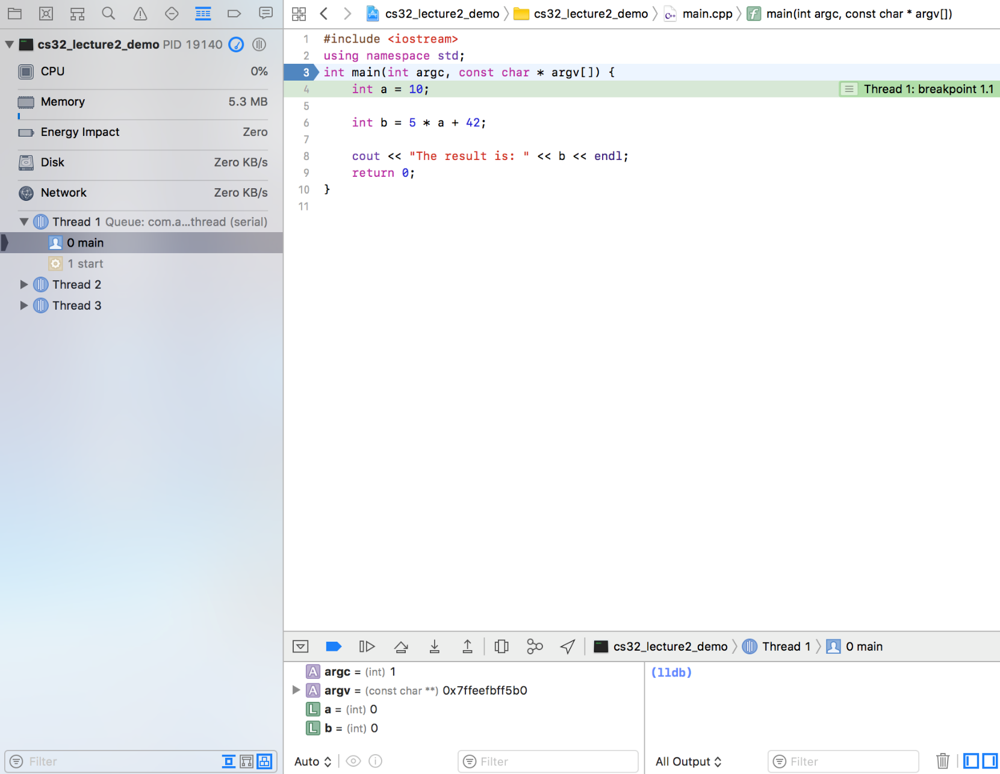 cs32_lecture2_demo PID 19140
CPU 0%
Memory 5.3 MB
Energy Impact Zero
Disk Zero KB/s
Network Zero KB/s
Thread 1 Queue: com.a...thread (serial)
0 main
1 start
Thread 2
Thread 3
Filter
cs32_lecture2_demo cs32_lecture2_demo C++ main.cpp f main(int argc, const char * argv[])
1 #include <iostream>
2 using namespace std;
3 int main(int argc, const char * argv[]) {
4 int a = 10; Thread 1: breakpoint 1.1
5
6 int b = 5 * a + 42;
7
8 cout << "The result is: " << b << endl;
9 return 0;
10 }
11
cs32_lecture2_demo Thread 1 0 main
A argc = (int) 1
A argv = (const char **) 0x7ffeefbff5b0
L a = (int) 0
L b = (int) 0
Auto Filter
(lldb)
All Output Filter